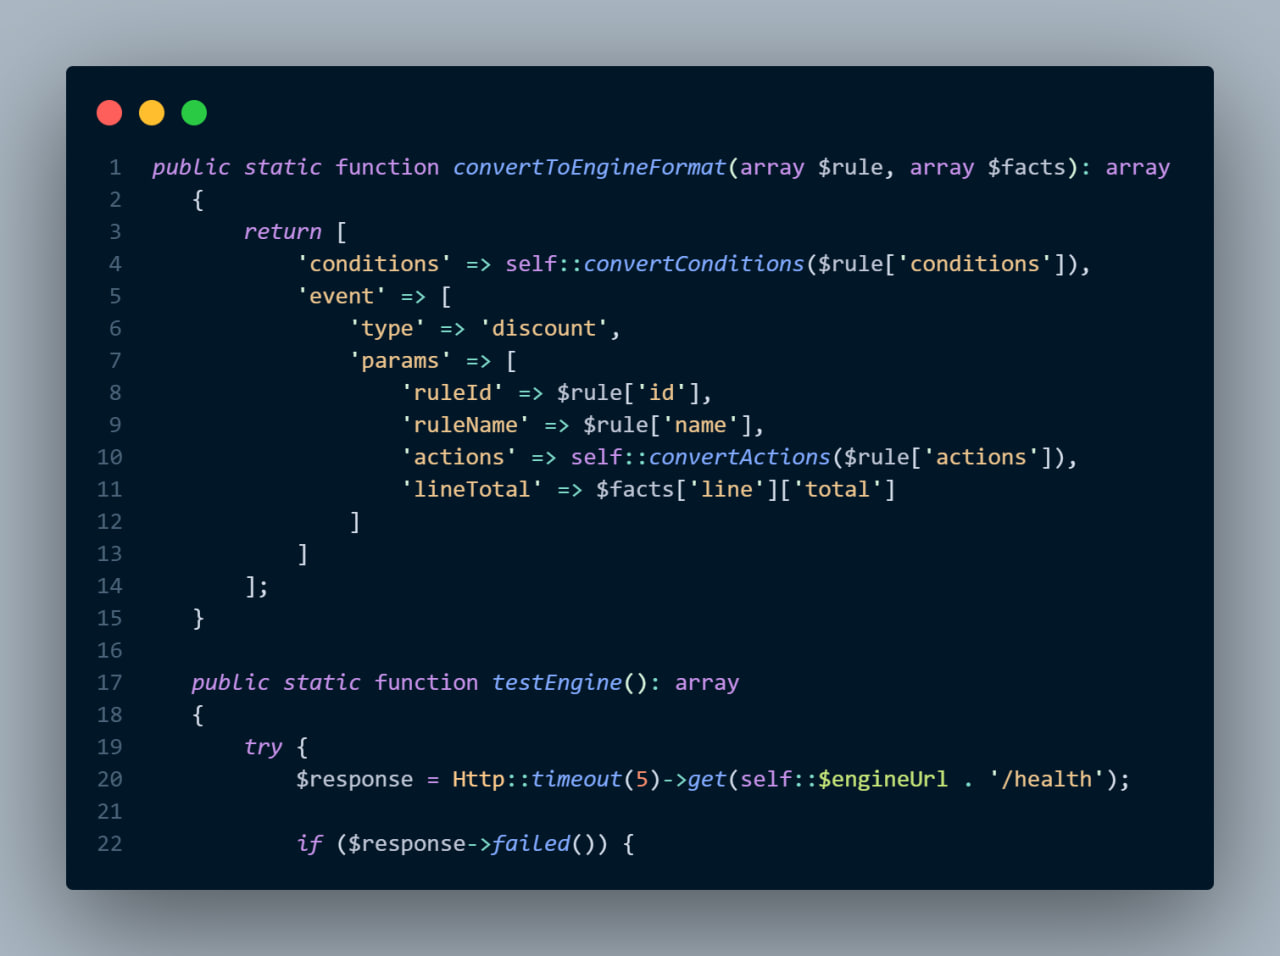 1 public static function convertToEngineFormat(array $rule, array $facts): array
2 {
3 return [
4 'conditions' => self::convertConditions($rule['conditions']),
5 'event' => [
6 'type' => 'discount',
7 'params' => [
8 'ruleId' => $rule['id'],
9 'ruleName' => $rule['name'],
10 'actions' => self::convertActions($rule['actions']),
11 'lineTotal' => $facts['line']['total']
12 ]
13 ]
14 ];
15 }
16
17 public static function testEngine(): array
18 {
19 try {
20 $response = Http::timeout(5)->get(self::$engineUrl . '/health');
21
22 if ($response->failed()) {